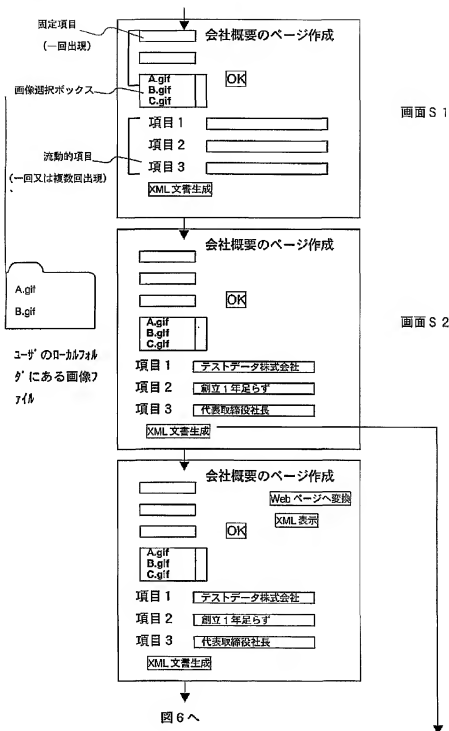 固定項目
(一回出現)
会社概要のページ作成
画像選択ボックス
A.gif
B.gif
C.gif
OK
画面S1
流動的項目
(一回又は複数回出現)
項目1
項目2
項目3
XML文書生成
A.gif
B.gif
ユーザのローカルフォル
ダにある画像フ
ァイル
会社概要のページ作成
OK
画面S2
A.gif
B.gif
C.gif
項目1 テストデータ株式会社
項目2 創立1年足らず
項目3 代表取締役社長
XML文書生成
会社概要のページ作成
Webページへ変換
XML表示
OK
A.gif
B.gif
C.gif
項目1 テストデータ株式会社
項目2 創立1年足らず
項目3 代表取締役社長
XML文書生成
図6へ